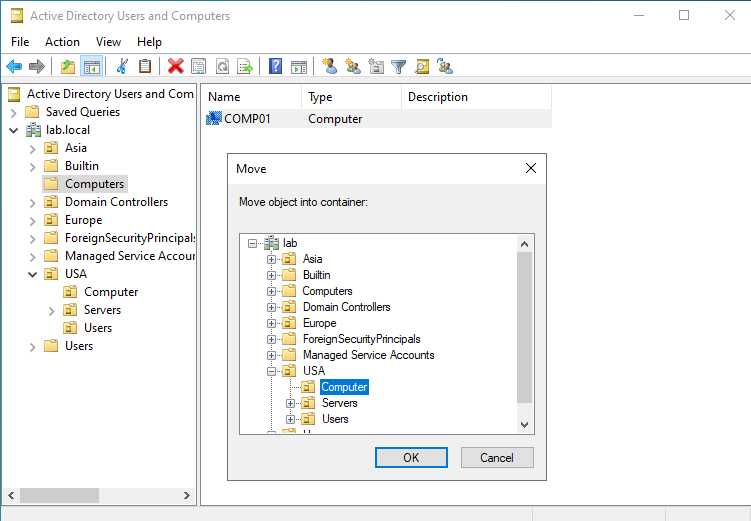 Active Directory Users and Computers
File Action View Help
Active Directory Users and Com
Saved Queries
lab.local
Asia
Builtin
Computers
Domain Controllers
Europe
ForeignSecurityPrincipals
Managed Service Accour
USA
Computer
Servers
Users
Users
Name Type Description
COMP01 Computer
Move
Move object into container:
lab
Asia
Builtin
Computers
Domain Controllers
Europe
ForeignSecurityPrincipals
Managed Service Accounts
USA
Computer
Servers
Users
OK Cancel